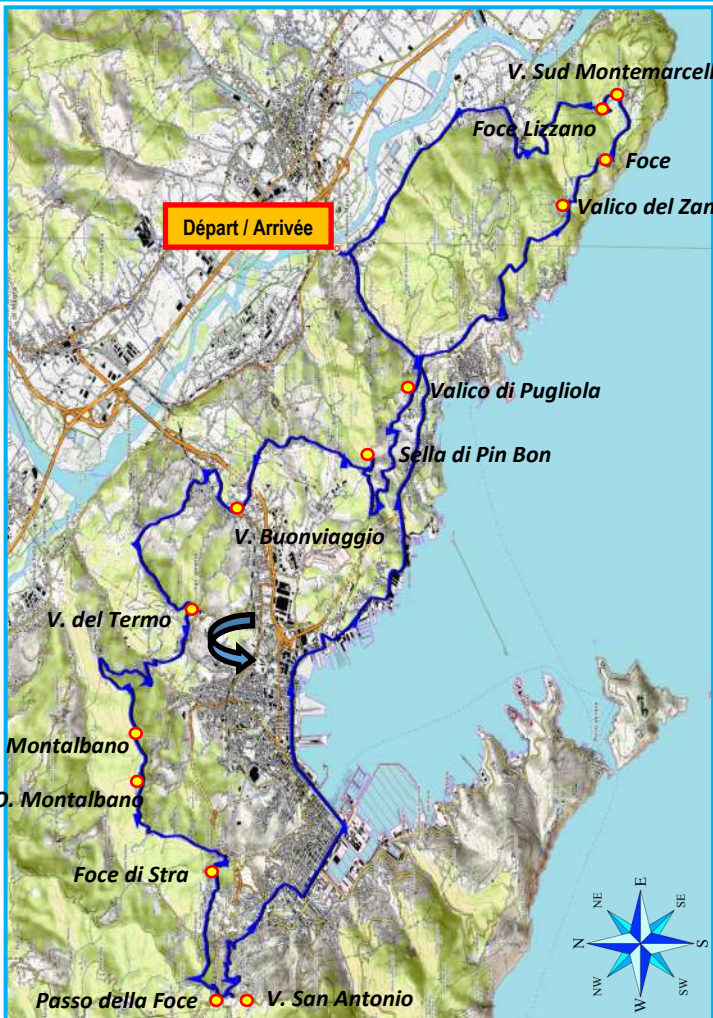 V. Sud Montemarcell
Foce Lizzano
Foce
Valico del Zan
Départ / Arrivée
Valico di Pugliola
Sella di Pin Bon
V. Buonviaggio
V. del Termo
Montalbano
O. Montalbano
Foce di Stra
Passo della Foce
V. San Antonio
E
NE
SE
N
S
NW
SW
W